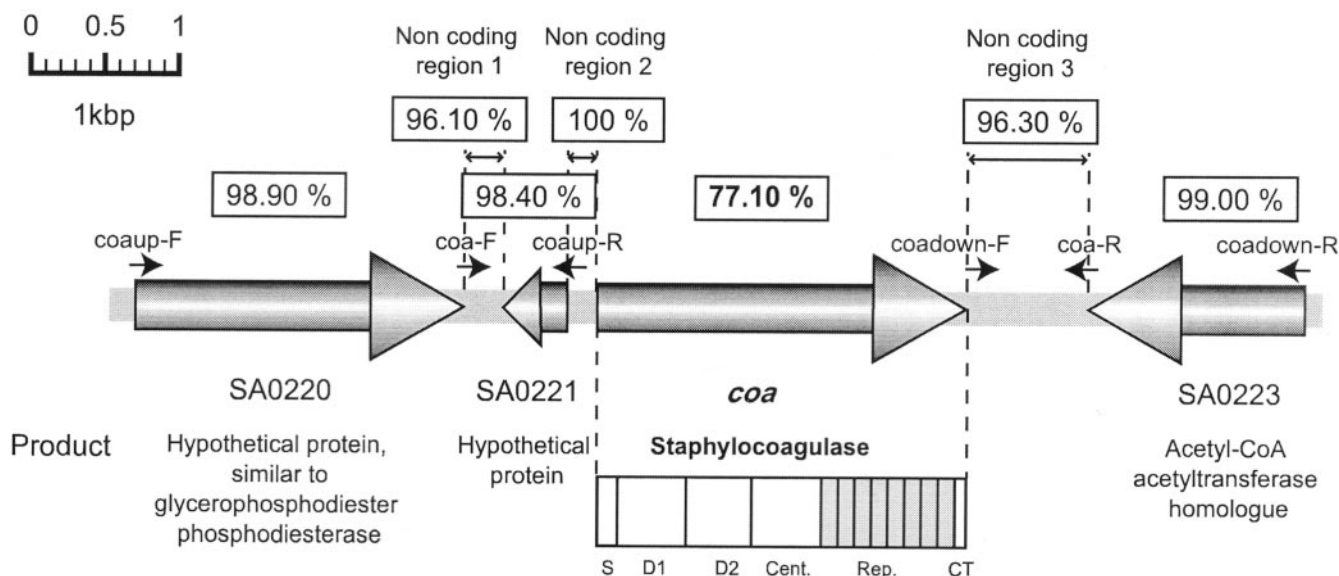 0 0.5 1
1kbp
Non coding
region 1
Non coding
region 2
Non coding
region 3
96.10 %
100 %
96.30 %
98.90 %
98.40 %
77.10 %
99.00 %
coaup-F
coa-F
coaup-R
coadown-F
coa-R
coadown-R
SA0220
SA0221
coa
SA0223
Product
Hypothetical protein,
similar to
glycerophosphodiester
phosphodiesterase
Hypothetical
protein
Staphylocoagulase
Acetyl-CoA
acetyltransferase
homologue
S D1 D2 Cent. Rep. CT